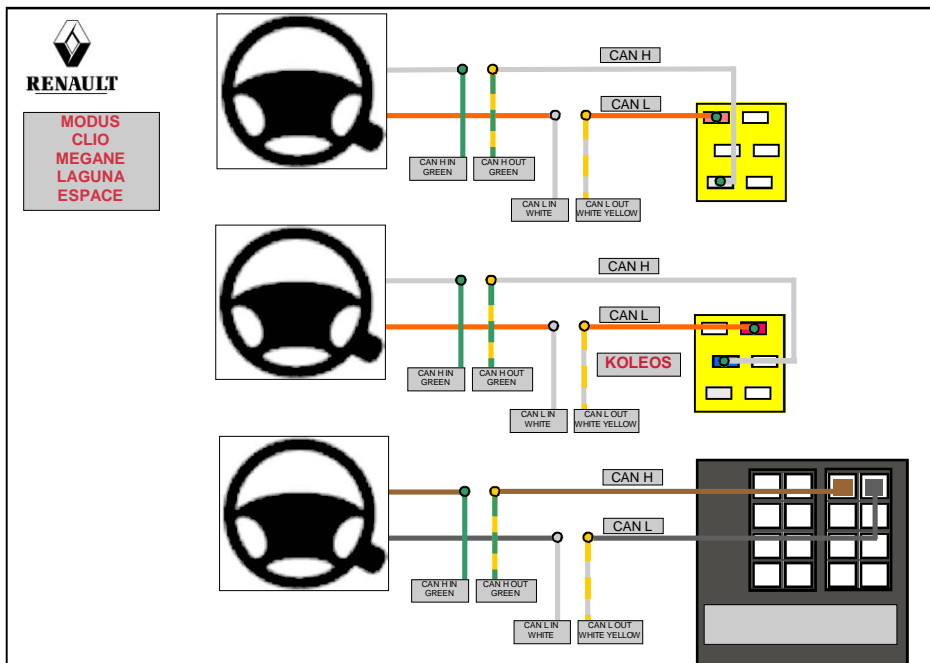 RENAULT
MODUS
CLIO
MEGANE
LAGUNA
ESPACE
CAN H
CAN L
CAN H IN
GREEN
CAN H OUT
GREEN
CAN L IN
WHITE
CAN L OUT
WHITE YELLOW
CAN H
CAN L
KOLEOS
CAN H IN
GREEN
CAN H OUT
GREEN
CAN L IN
WHITE
CAN L OUT
WHITE YELLOW
CAN H
CAN L
CAN H IN
GREEN
CAN H OUT
GREEN
CAN L IN
WHITE
CAN L OUT
WHITE YELLOW